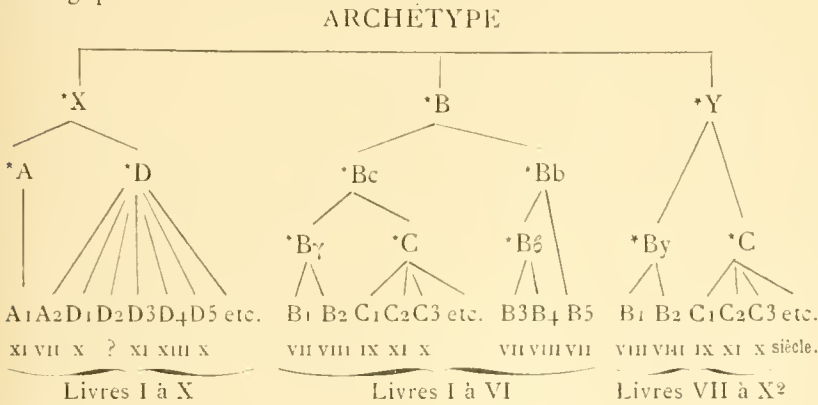 ARCHÉTYPE
*X *B *Y
*A *D *Bc *Bb
*Bγ *C *Bϐ *By *C
A1 A2 D1 D2 D3 D4 D5 etc. B1 B2 C1 C2 C3 etc. B3 B4 B5 B1 B2 C1 C2 C3 etc.
XI VII X ? XI XIII X VII VIII IX XI X VII VIII VII VIII VIII IX XI X siècle.
Livres I à X Livres I à VI Livres VII à X²